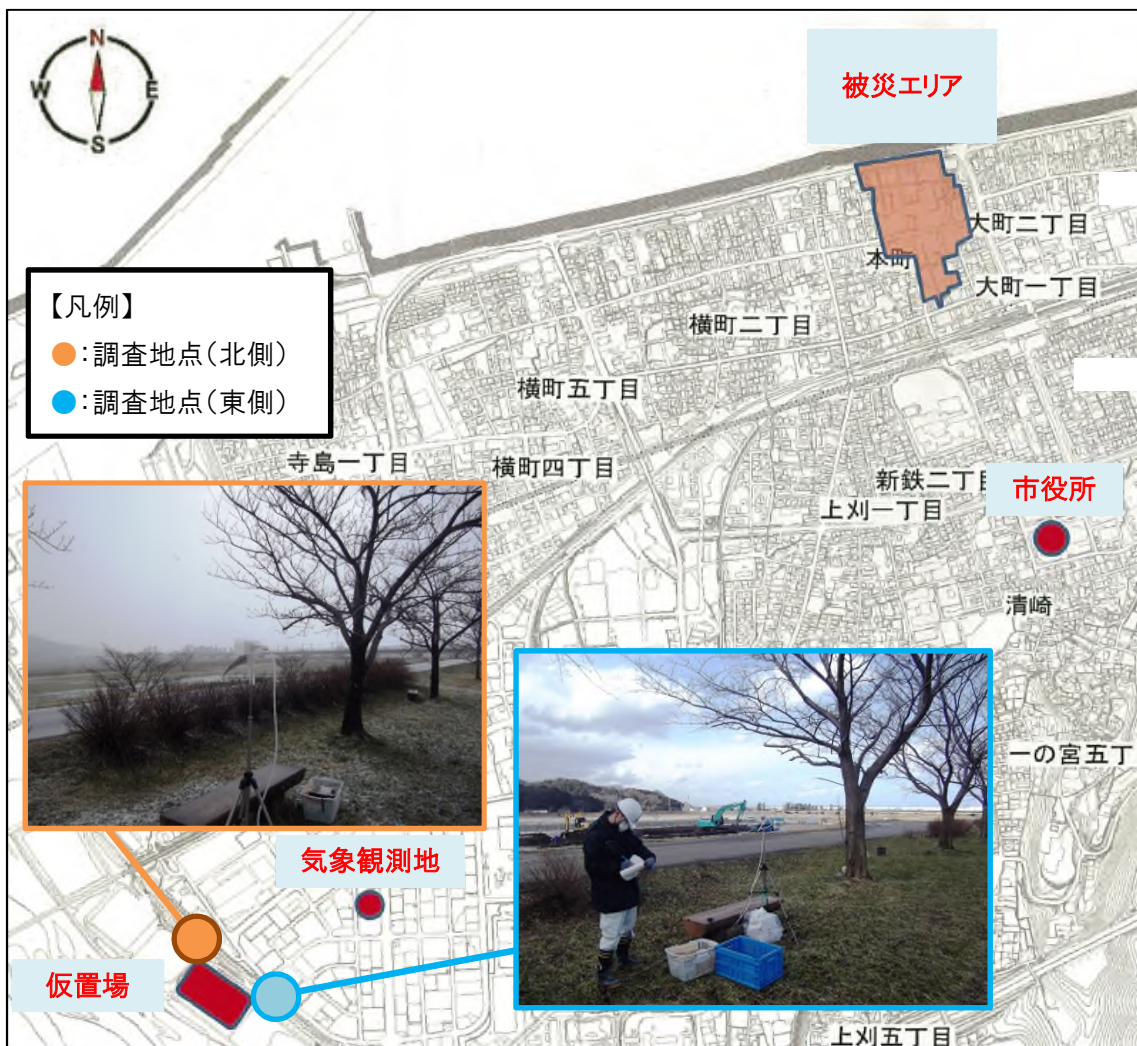 N
W
E
S
被災エリア
大町二丁目
本町
大町一丁目
【凡例】
●:調査地点(北側)
●:調査地点(東側)
横町二丁目
横町五丁目
寺島一丁目
横町四丁目
新鉄二丁目
市役所
上刈一丁目
清崎
一の宮五丁
気象観測地
仮置場
上刈五丁目